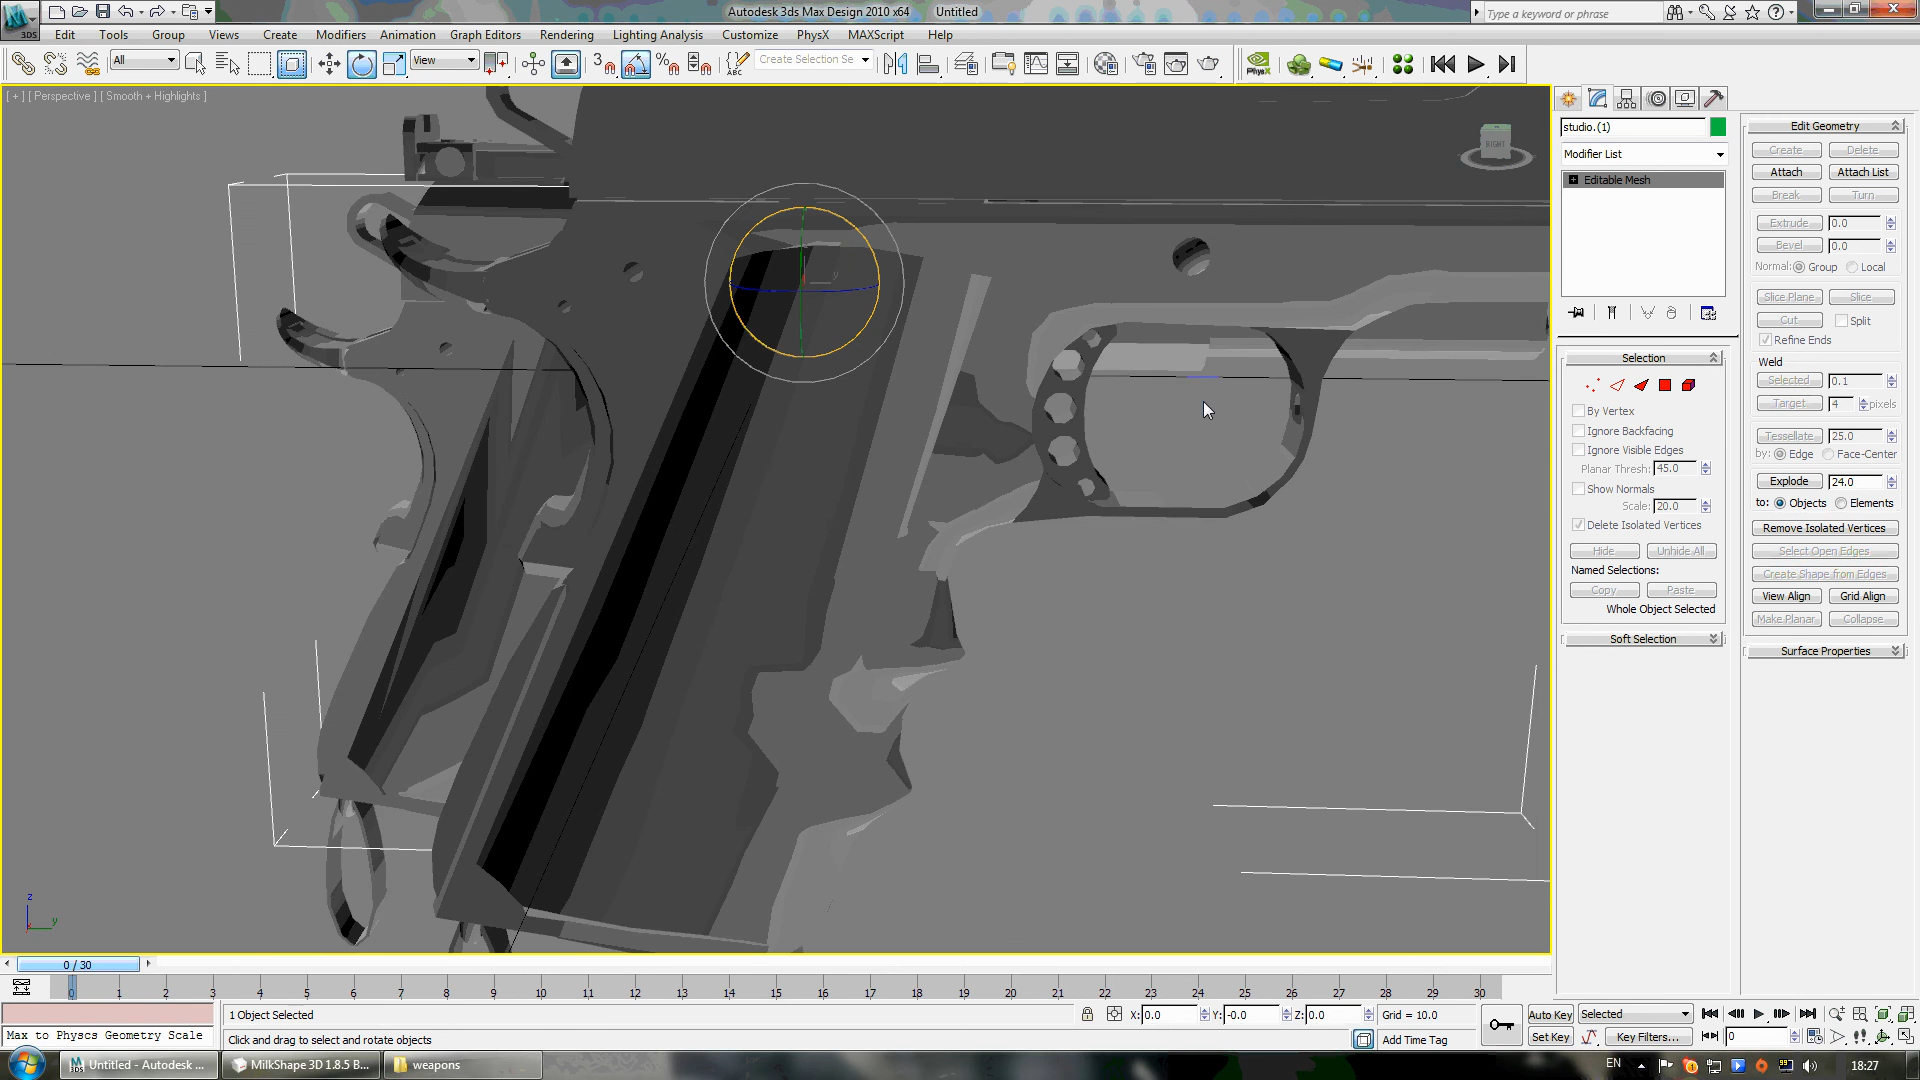 Autodesk 3ds Max Design 2010 x64 Untitled
Type a keyword or phrase
3DS
Edit Tools Group Views Create Modifiers Animation Graph Editors Rendering Lighting Analysis Customize PhysX MAXScript Help
All
View
3
ABC
Create Selection Se
PhysX
[ + ] [ Perspective ] [ Smooth + Highlights ]
RIGHT
studio.(1)
Modifier List
Editable Mesh
Selection
By Vertex
Ignore Backfacing
Ignore Visible Edges
Planar Thresh: 45.0
Show Normals
Scale: 20.0
Delete Isolated Vertices
Hide Unhide All
Named Selections:
Copy Paste
Whole Object Selected
Soft Selection
Edit Geometry
Create Delete
Attach Attach List
Break Turn
Extrude 0.0
Bevel 0.0
Normal: Group Local
Slice Plane Slice
Cut Split
Refine Ends
Weld
Selected 0.1
Target 4 pixels
Tessellate 25.0
by: Edge Face-Center
Explode 24.0
to: Objects Elements
Remove Isolated Vertices
Select Open Edges
Create Shape from Edges
View Align Grid Align
Make Planar Collapse
Surface Properties
z
y
0 / 30
0 1 2 3 4 5 6 7 8 9 10 11 12 13 14 15 16 17 18 19 20 21 22 23 24 25 26 27 28 29 30
1 Object Selected
X: 0.0 Y: -0.0 Z: 0.0 Grid = 10.0
Auto Key Selected
Max to Physcs Geometry Scale
Click and drag to select and rotate objects
Add Time Tag
Set Key Key Filters... 0
Untitled - Autodesk ... MilkShape 3D 1.8.5 B... weapons
EN 18:27